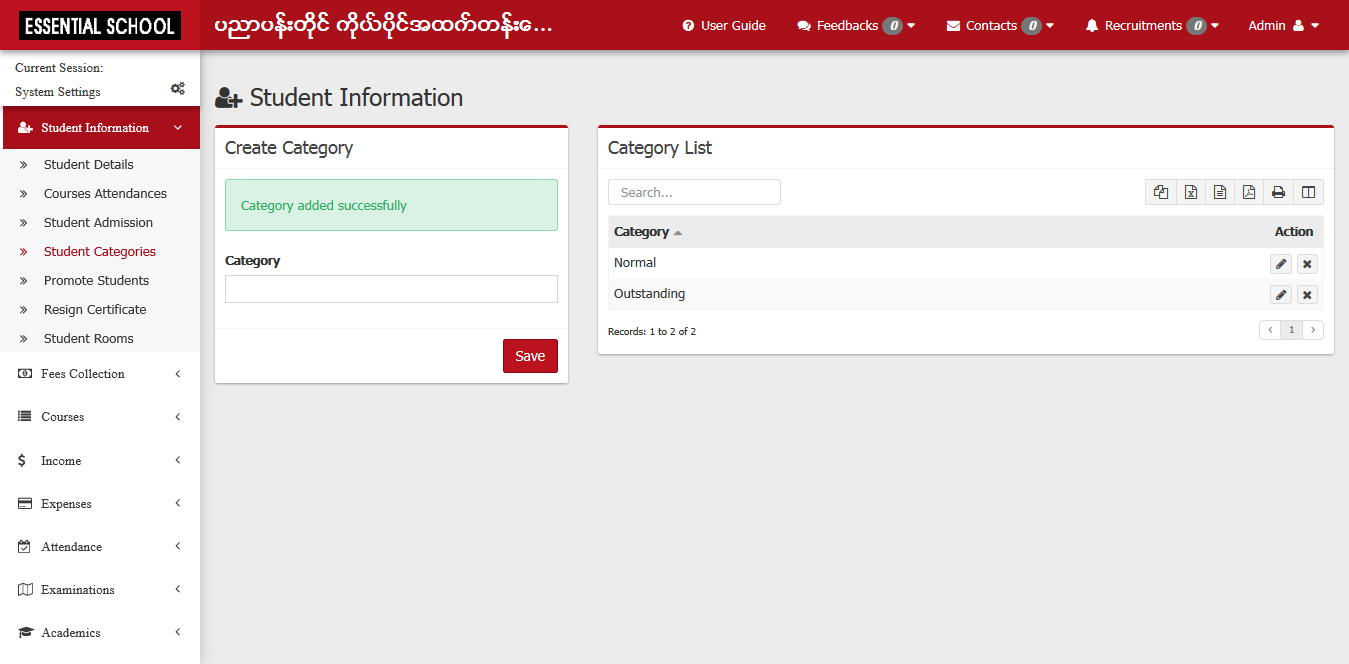 ESSENTIAL SCHOOL
ပညာပန်းတိုင် ကိုယ်ပိုင်အထက်တန်းေ...
User Guide
Feedbacks 0
Contacts 0
Recruitments 0
Admin
Current Session:
System Settings
Student Information
Student Details
Courses Attendances
Student Admission
Student Categories
Promote Students
Resign Certificate
Student Rooms
Fees Collection
Courses
Income
Expenses
Attendance
Examinations
Academics
Student Information
Create Category
Category added successfully
Category
Save
Category List
Search...
Category Action
Normal
Outstanding
Records: 1 to 2 of 2
1